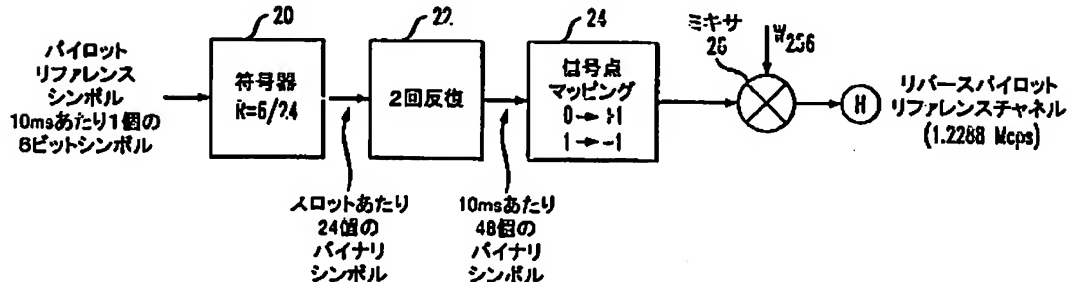 パイロット
リファレンス
シンボル
10msあたり1個の
6ビットシンボル
20
符号器
R=6/24
スロットあたり
24個の
バイナリ
シンボル
22
2回反復
10msあたり
48個の
バイナリ
シンボル
24
信号点
マッピング
0→+1
1→-1
ミキサ
26
W256
H
リバースパイロット
リファレンスチャネル
(1.2288 Mcps)